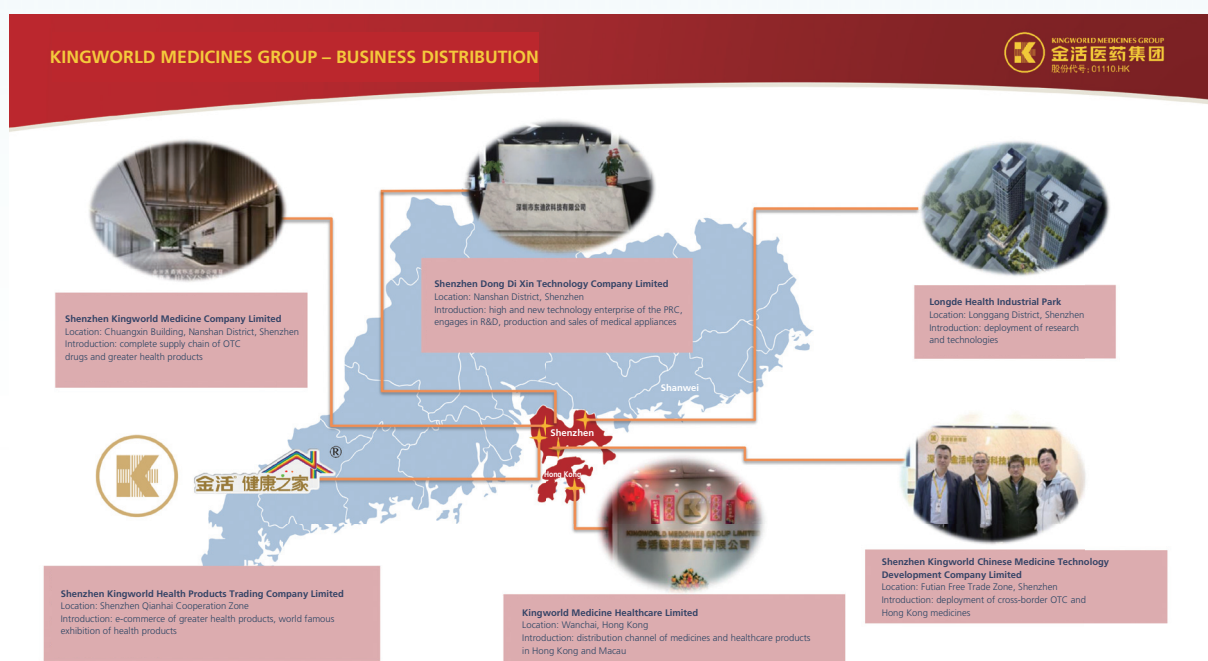 KINGWORLD MEDICINES GROUP – BUSINESS DISTRIBUTION
KINGWORLD MEDICINES GROUP
金活医药集团
股份代号:01110.HK
深圳市东迪欣科技有限公司
Shenzhen Kingworld Medicine Company Limited
Location: Chuangxin Building, Nanshan District, Shenzhen
Introduction: complete supply chain of OTC
drugs and greater health products
Shenzhen Dong Di Xin Technology Company Limited
Location: Nanshan District, Shenzhen
Introduction: high and new technology enterprise of the PRC,
engages in R&D, production and sales of medical appliances
Longde Health Industrial Park
Location: Longgang District, Shenzhen
Introduction: deployment of research
and technologies
Shanwei
Shenzhen
Hong Kong
金活 健康之家 ®
KINGWORLD MEDICINES GROUP LIMITED
金活醫藥集團有限公司
Shenzhen Kingworld Health Products Trading Company Limited
Location: Shenzhen Qianhai Cooperation Zone
Introduction: e-commerce of greater health products, world famous
exhibition of health products
Kingworld Medicine Healthcare Limited
Location: Wanchai, Hong Kong
Introduction: distribution channel of medicines and healthcare products
in Hong Kong and Macau
Shenzhen Kingworld Chinese Medicine Technology
Development Company Limited
Location: Futian Free Trade Zone, Shenzhen
Introduction: deployment of cross-border OTC and
Hong Kong medicines